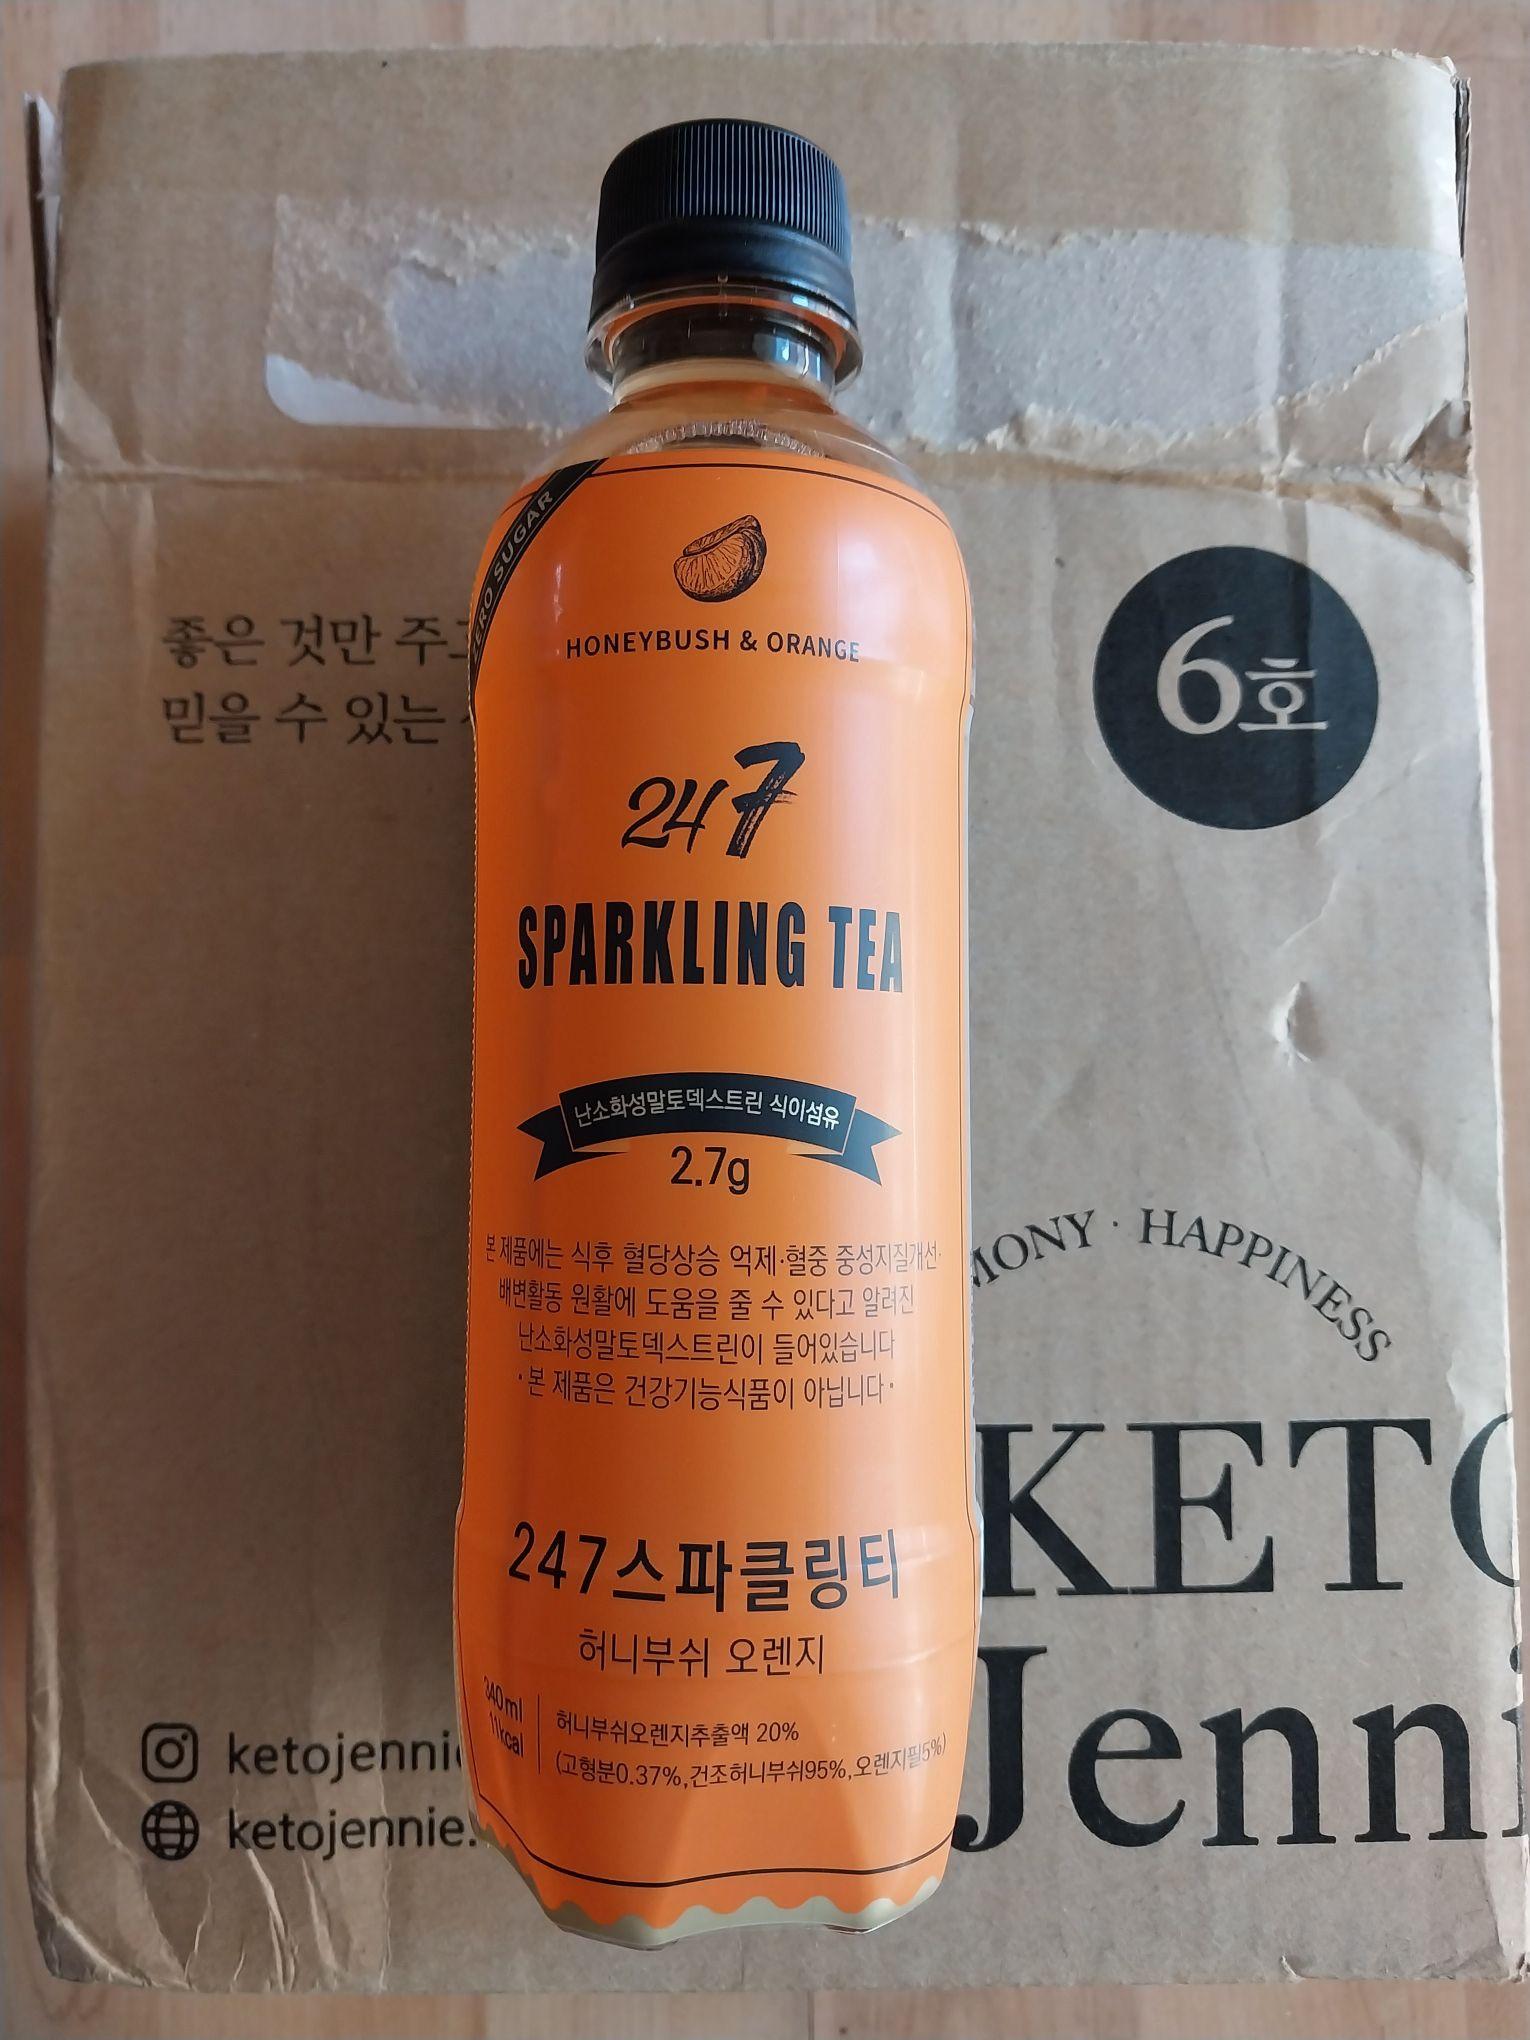 ZERO SUGAR
HONEYBUSH & ORANGE
247
SPARKLING TEA
난소화성말토덱스트린 식이섬유
2.7g
본 제품에는 식후 혈당상승 억제·혈중 중성지질개선·
배변활동 원활에 도움을 줄 수 있다고 알려진
난소화성말토덱스트린이 들어있습니다
·본 제품은 건강기능식품이 아닙니다·
247스파클링티
허니부쉬 오렌지
340ml
11kcal
허니부쉬오렌지추출액 20%
(고형분0.37%,건조허니부쉬95%,오렌지필5%)
좋은 것만 주고
믿을 수 있는
6호
MONY · HAPPINESS
KETO
Jenni
ketojennie
ketojennie.